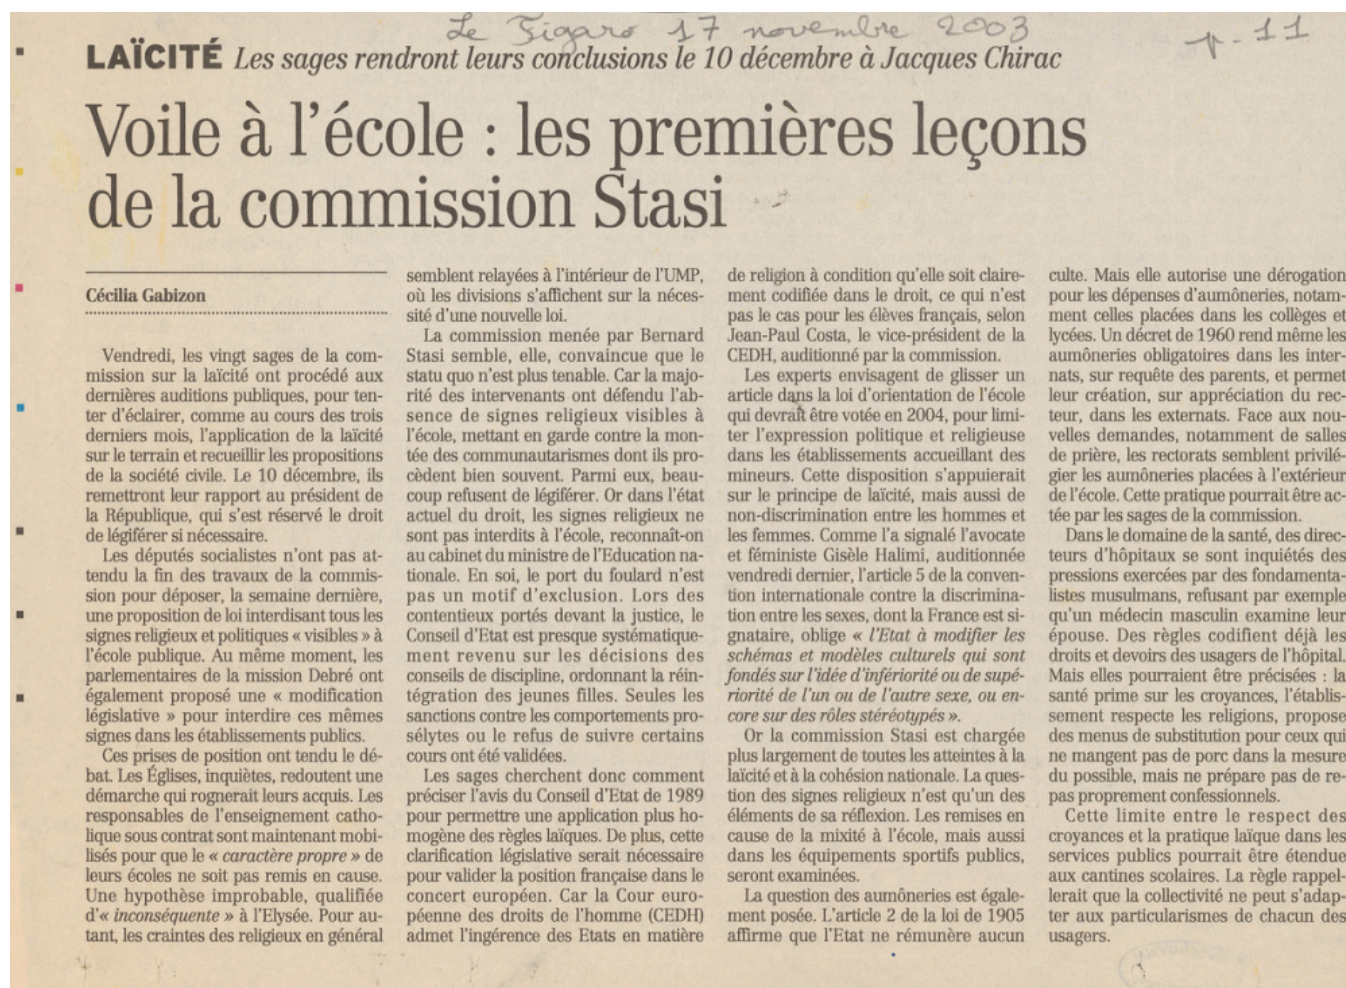 Le Figaro 17 novembre 2003
p. 11
LAÏCITÉ Les sages rendront leurs conclusions le 10 décembre à Jacques Chirac
Voile à l'école : les premières leçons
de la commission Stasi
Cécilia Gabizon
Vendredi, les vingt sages de la com-
mission sur la laïcité ont procédé aux
dernières auditions publiques, pour ten-
ter d'éclairer, comme au cours des trois
derniers mois, l'application de la laïcité
sur le terrain et recueillir les propositions
de la société civile. Le 10 décembre, ils
remettront leur rapport au président de
la République, qui s'est réservé le droit
de légiférer si nécessaire.
Les députés socialistes n'ont pas at-
tendu la fin des travaux de la commis-
sion pour déposer, la semaine dernière,
une proposition de loi interdisant tous les
signes religieux et politiques « visibles » à
l'école publique. Au même moment, les
parlementaires de la mission Debré ont
également proposé une « modification
législative » pour interdire ces mêmes
signes dans les établissements publics.
Ces prises de position ont tendu le dé-
bat. Les Églises, inquiètes, redoutent une
démarche qui rognerait leurs acquis. Les
responsables de l'enseignement catho-
lique sous contrat sont maintenant mobi-
lisés pour que le « caractère propre » de
leurs écoles ne soit pas remis en cause.
Une hypothèse improbable, qualifiée
d'« inconséquente » à l'Elysée. Pour au-
tant, les craintes des religieux en général
semblent relayées à l'intérieur de l'UMP,
où les divisions s'affichent sur la néces-
sité d'une nouvelle loi.
La commission menée par Bernard
Stasi semble, elle, convaincue que le
statu quo n'est plus tenable. Car la majo-
rité des intervenants ont défendu l'ab-
sence de signes religieux visibles à
l'école, mettant en garde contre la mon-
tée des communautarismes dont ils pro-
cèdent bien souvent. Parmi eux, beau-
coup refusent de légiférer. Or dans l'état
actuel du droit, les signes religieux ne
sont pas interdits à l'école, reconnaît-on
au cabinet du ministre de l'Education na-
tionale. En soi, le port du foulard n'est
pas un motif d'exclusion. Lors des
contentieux portés devant la justice, le
Conseil d'Etat est presque systématique-
ment revenu sur les décisions des
conseils de discipline, ordonnant la réin-
tégration des jeunes filles. Seules les
sanctions contre les comportements pro-
sélytes ou le refus de suivre certains
cours ont été validées.
Les sages cherchent donc comment
préciser l'avis du Conseil d'Etat de 1989
pour permettre une application plus ho-
mogène des règles laïques. De plus, cette
clarification législative serait nécessaire
pour valider la position française dans le
concert européen. Car la Cour euro-
péenne des droits de l'homme (CEDH)
admet l'ingérence des Etats en matière
de religion à condition qu'elle soit claire-
ment codifiée dans le droit, ce qui n'est
pas le cas pour les élèves français, selon
Jean-Paul Costa, le vice-président de la
CEDH, auditionné par la commission.
Les experts envisagent de glisser un
article dans la loi d'orientation de l'école
qui devrait être votée en 2004, pour limi-
ter l'expression politique et religieuse
dans les établissements accueillant des
mineurs. Cette disposition s'appuierait
sur le principe de laïcité, mais aussi de
non-discrimination entre les hommes et
les femmes. Comme l'a signalé l'avocate
et féministe Gisèle Halimi, auditionnée
vendredi dernier, l'article 5 de la conven-
tion internationale contre la discrimina-
tion entre les sexes, dont la France est si-
gnataire, oblige « l'Etat à modifier les
schémas et modèles culturels qui sont
fondés sur l'idée d'infériorité ou de supé-
riorité de l'un ou de l'autre sexe, ou en-
core sur des rôles stéréotypés ».
Or la commission Stasi est chargée
plus largement de toutes les atteintes à la
laïcité et à la cohésion nationale. La ques-
tion des signes religieux n'est qu'un des
éléments de sa réflexion. Les remises en
cause de la mixité à l'école, mais aussi
dans les équipements sportifs publics,
seront examinées.
La question des aumôneries est égale-
ment posée. L'article 2 de la loi de 1905
affirme que l'Etat ne rémunère aucun
culte. Mais elle autorise une dérogation
pour les dépenses d'aumôneries, notam-
ment celles placées dans les collèges et
lycées. Un décret de 1960 rend même les
aumôneries obligatoires dans les inter-
nats, sur requête des parents, et permet
leur création, sur appréciation du rec-
teur, dans les externats. Face aux nou-
velles demandes, notamment de salles
de prière, les rectorats semblent privilé-
gier les aumôneries placées à l'extérieur
de l'école. Cette pratique pourrait être ac-
tée par les sages de la commission.
Dans le domaine de la santé, des direc-
teurs d'hôpitaux se sont inquiétés des
pressions exercées par des fondamenta-
listes musulmans, refusant par exemple
qu'un médecin masculin examine leur
épouse. Des règles codifient déjà les
droits et devoirs des usagers de l'hôpital.
Mais elles pourraient être précisées : la
santé prime sur les croyances, l'établis-
sement respecte les religions, propose
des menus de substitution pour ceux qui
ne mangent pas de porc dans la mesure
du possible, mais ne prépare pas de re-
pas proprement confessionnels.
Cette limite entre le respect des
croyances et la pratique laïque dans les
services publics pourrait être étendue
aux cantines scolaires. La règle rappel-
lerait que la collectivité ne peut s'adap-
ter aux particularismes de chacun des
usagers.